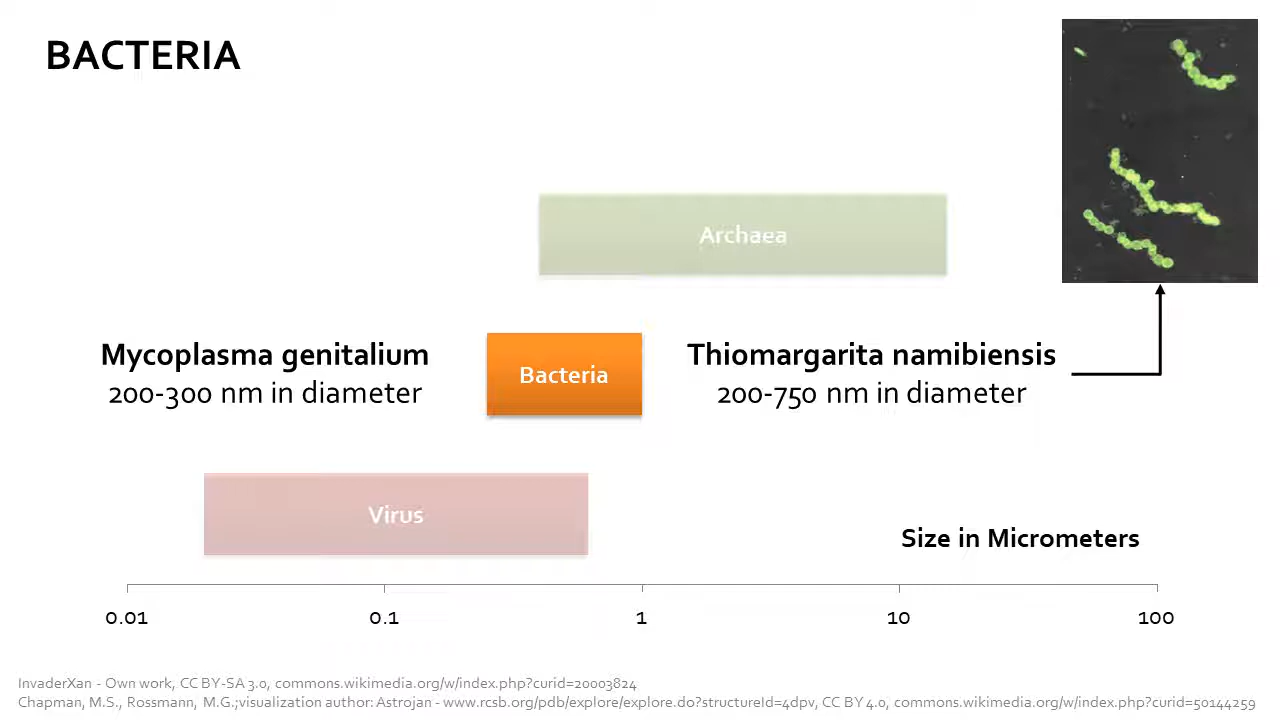 BACTERIA
Archaea
Mycoplasma genitalium
200-300 nm in diameter
Bacteria
Thiomargarita namibiensis
200-750 nm in diameter
Virus
Size in Micrometers
0.01 0.1 1 10 100
InvaderXan - Own work, CC BY-SA 3.0, commons.wikimedia.org/w/index.php?curid=20003824
Chapman, M.S., Rossmann, M.G.;visualization author: Astrojan - www.rcsb.org/pdb/explore/explore.do?structureId=4dpv, CC BY 4.0, commons.wikimedia.org/w/index.php?curid=50144259